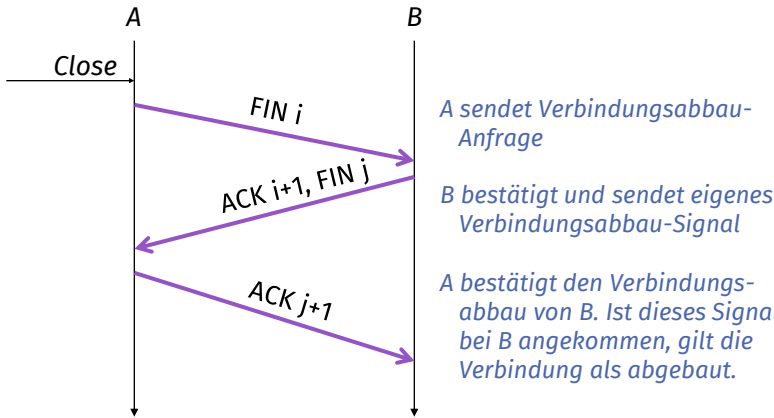 A
B
Close
FIN i
A sendet Verbindungsabbau-
Anfrage
ACK i+1, FIN j
B bestätigt und sendet eigenes
Verbindungsabbau-Signal
ACK j+1
A bestätigt den Verbindungs-
abbau von B. Ist dieses Signa
bei B angekommen, gilt die
Verbindung als abgebaut.